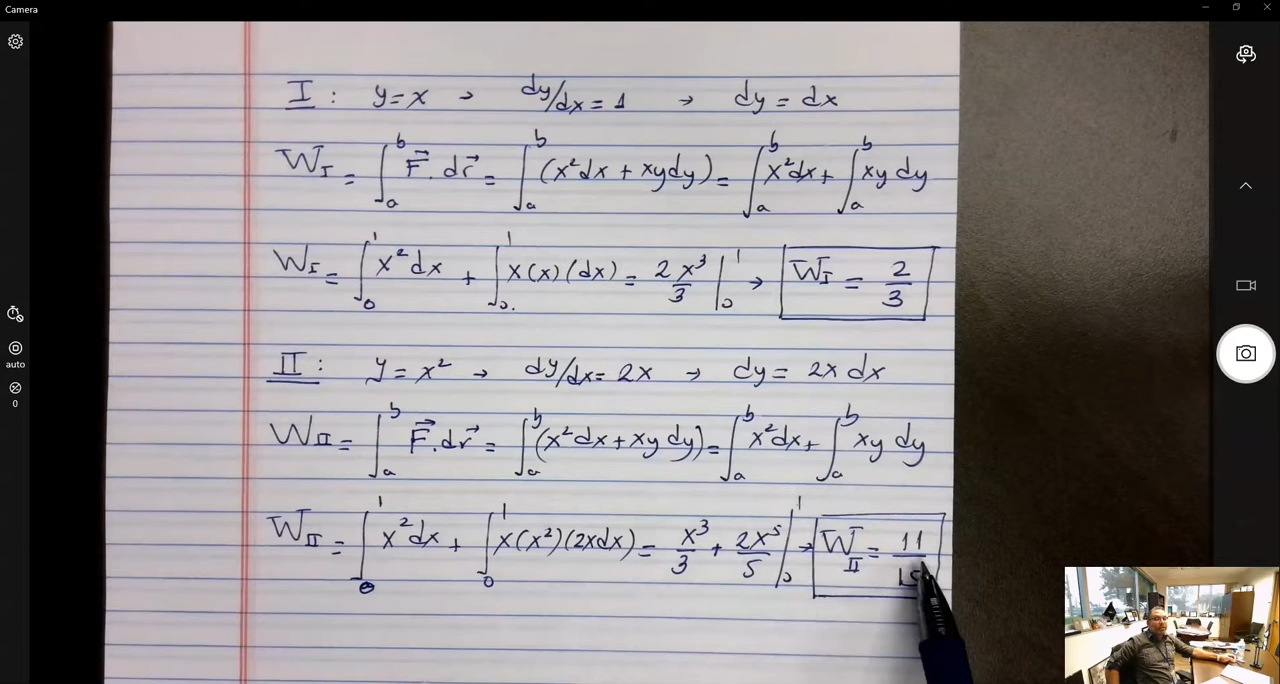 Camera
I : y=x → dy/dx = 1 → dy = dx
W_I = ∫_a^b F⃗.dr⃗ = ∫_a^b (x²dx + xydy) = ∫_a^b x²dx + ∫_a^b xy dy
W_I = ∫_0^1 x²dx + ∫_0^1 x(x)(dx) = 2x³/3 |_0^1 → W_I = 2/3
II : y = x² → dy/dx = 2x → dy = 2x dx
W_II = ∫_a^b F⃗.dr⃗ = ∫_a^b (x²dx + xy dy) = ∫_a^b x²dx + ∫_a^b xy dy
W_II = ∫_0^1 x²dx + ∫_0^1 x(x²)(2xdx) = x³/3 + 2x⁵/5 |_0^1 → W_II = 11/15
auto
0